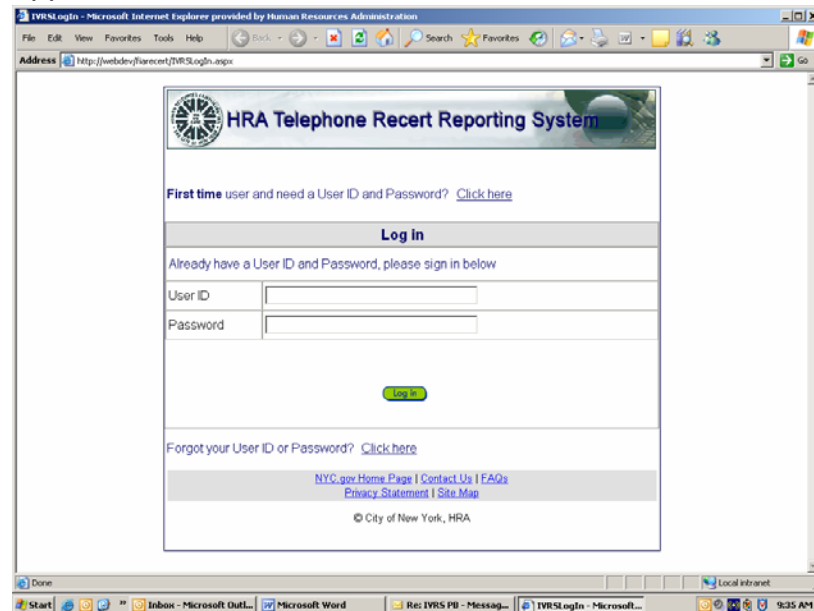 IVRSLogIn - Microsoft Internet Explorer provided by Human Resources Administration
File Edit View Favorites Tools Help Back Search Favorites
Address http://webdev/fiarecert/IVRSLogIn.aspx Go
HRA Telephone Recert Reporting System
First time user and need a User ID and Password? Click here
Log in
Already have a User ID and Password, please sign in below
User ID
Password
Log in
Forgot your User ID or Password? Click here
NYC.gov Home Page | Contact Us | FAQs
Privacy Statement | Site Map
© City of New York, HRA
Done Local intranet
Start Inbox - Microsoft Outl... Microsoft Word Re: IVRS PB - Messag... IVRSLogIn - Microsoft... 9:35 AM